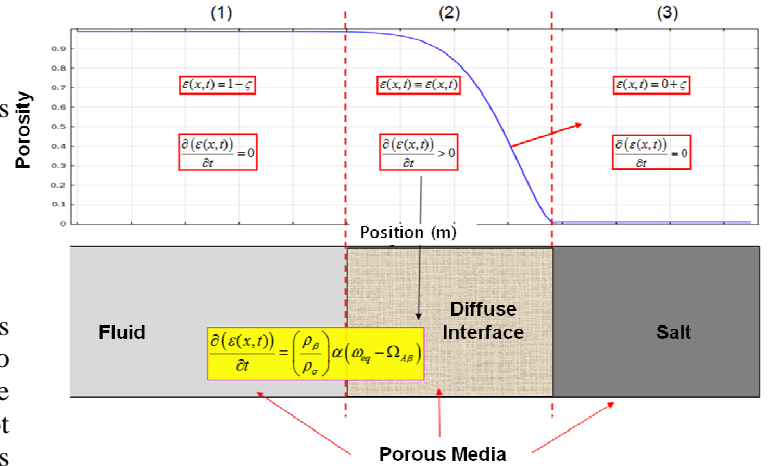 (1) (2) (3)
Porosity
0.9
0.8
0.7
0.6
0.5
0.4
0.3
0.2
0.1
0
ε(x,t) = 1−ζ
ε(x,t) = ε(x,t)
ε(x,t) = 0+ζ
∂(ε(x,t))/∂t = 0
∂(ε(x,t))/∂t > 0
∂(ε(x,t))/∂t = 0
Position (m)
Fluid
Diffuse
Interface
Salt
∂(ε(x,t))/∂t = (ρβ/ρσ) α(ωeq − ΩAβ)
Porous Media